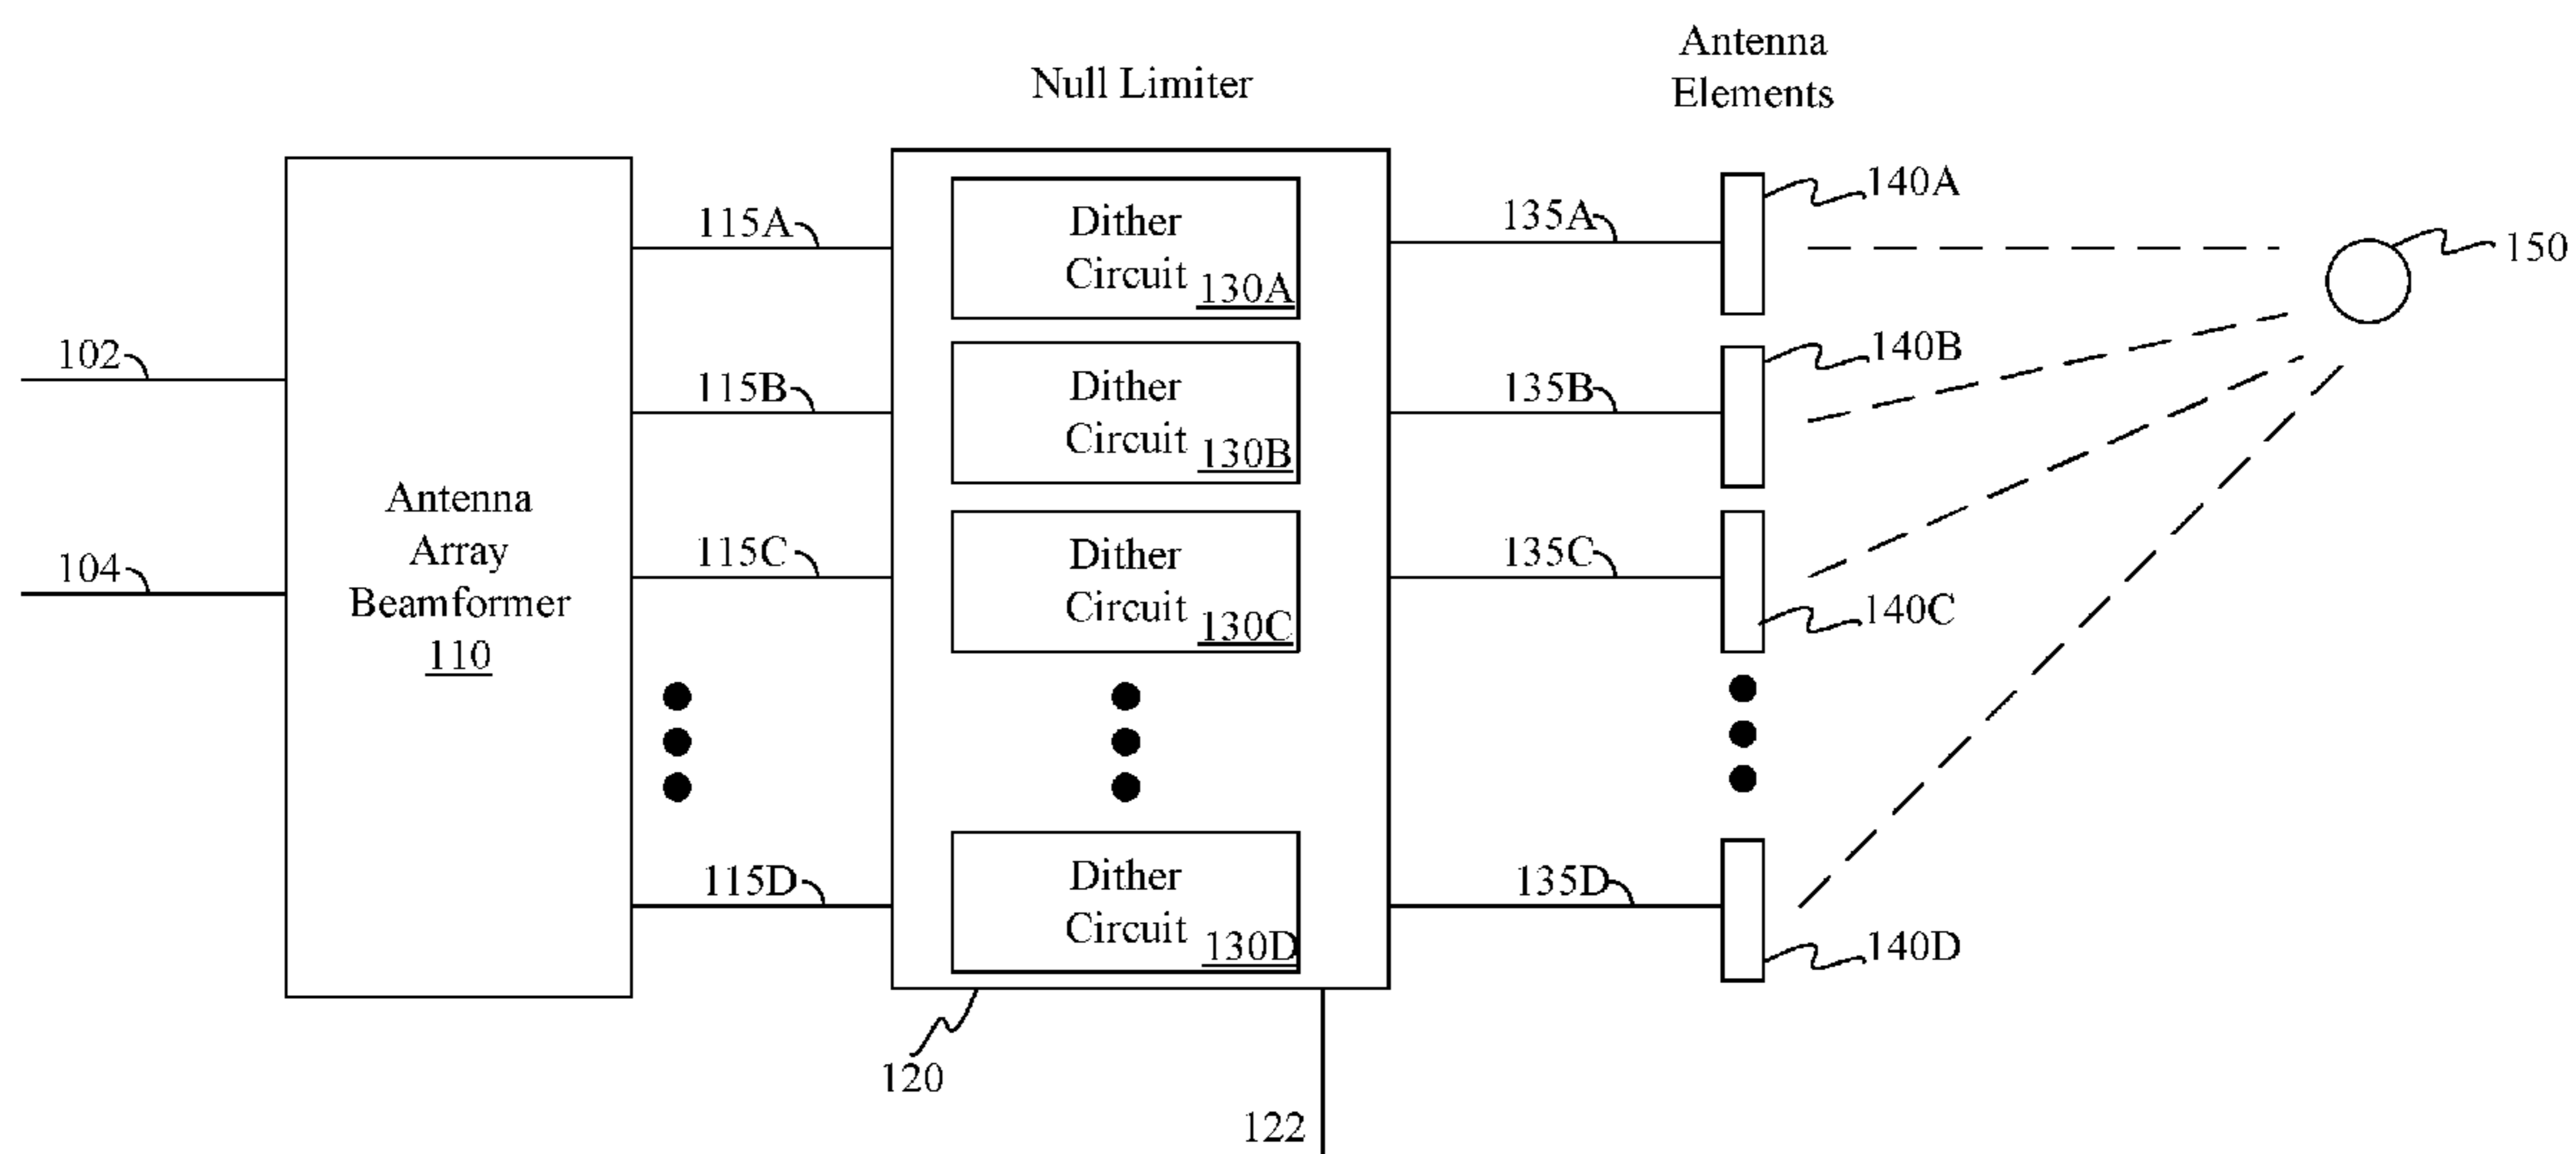 Antenna
Elements
Null Limiter
102
104
Antenna
Array
Beamformer
110
115A
115B
115C
115D
Dither
Circuit 130A
Dither
Circuit 130B
Dither
Circuit 130C
Dither
Circuit 130D
120
122
135A
135B
135C
135D
140A
140B
140C
140D
150